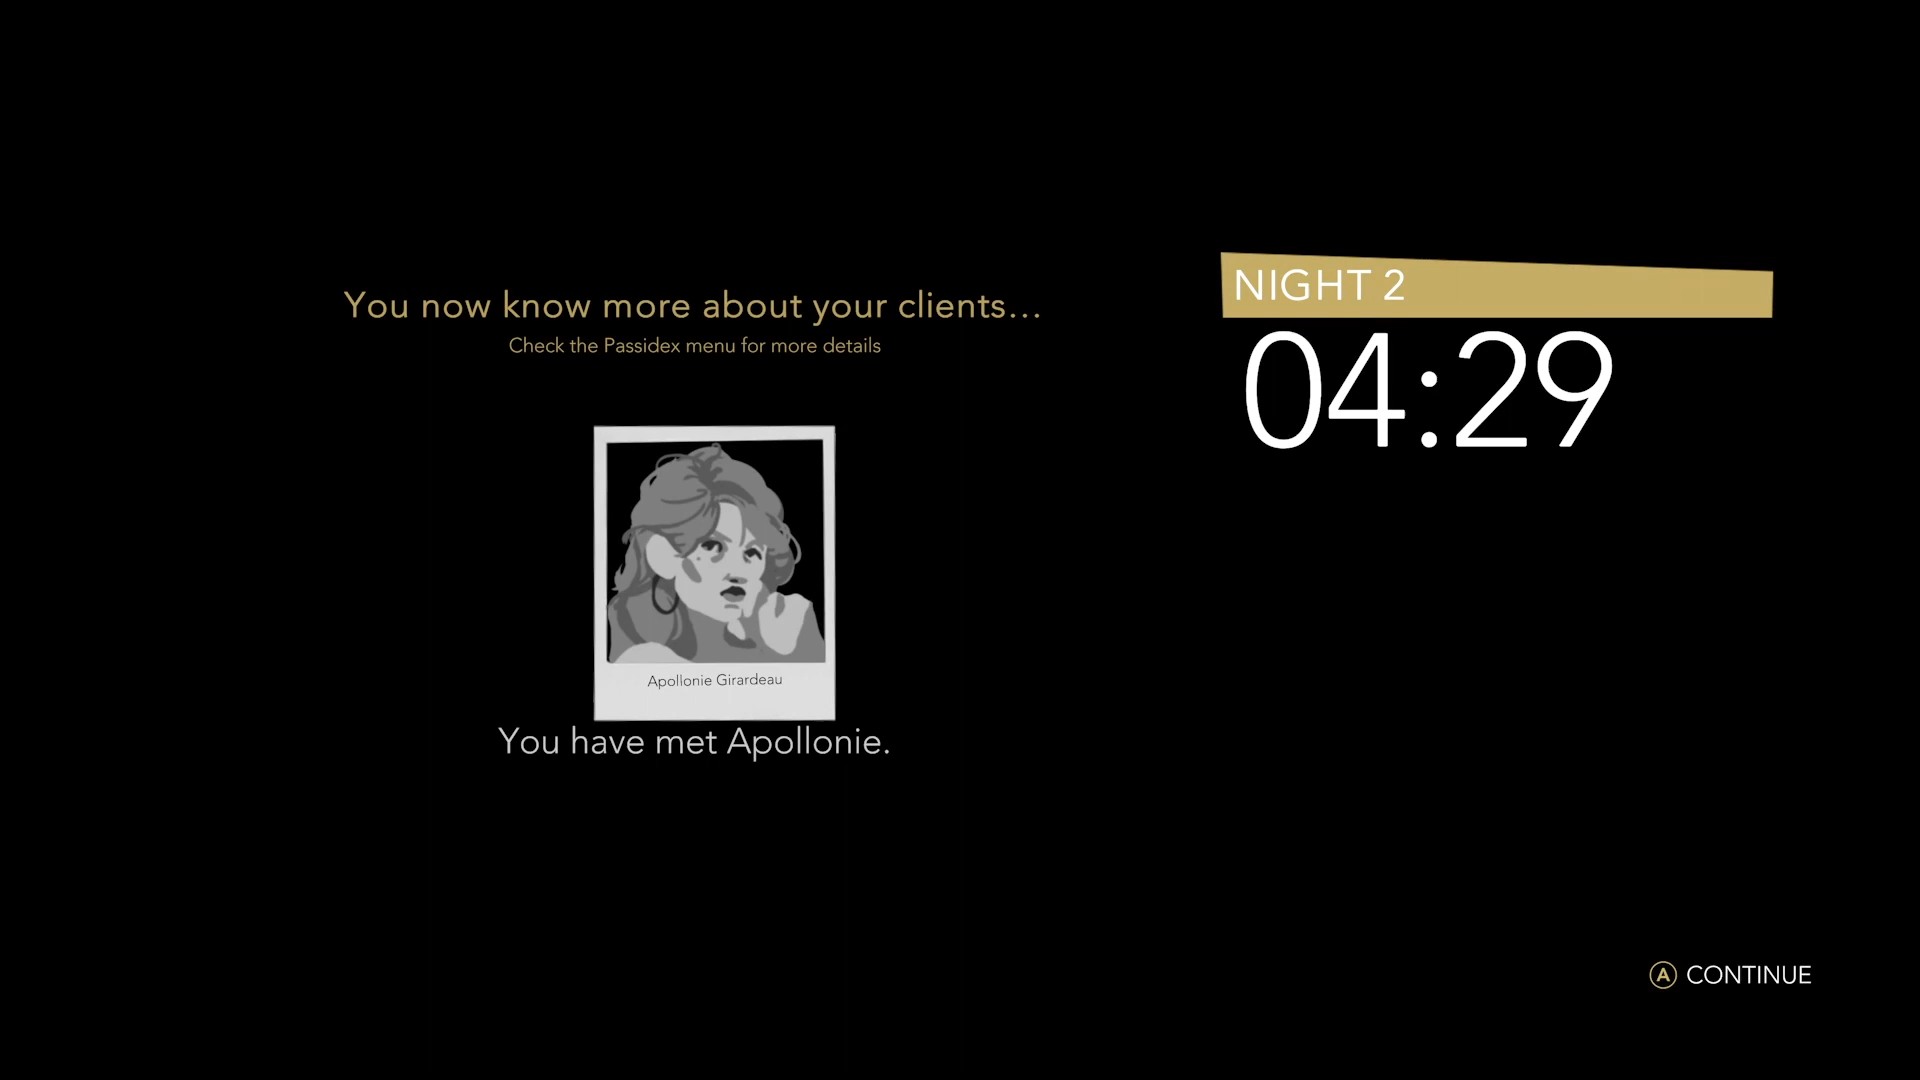 You now know more about your clients...
Check the Passidex menu for more details
Apollonie Girardeau
You have met Apollonie.
NIGHT 2
04:29
A CONTINUE